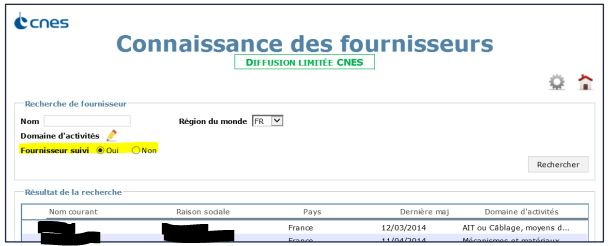 cnes
Connaissance des fournisseurs
DIFFUSION LIMITÉE CNES
Recherche de fournisseur
Nom Région du monde FR
Domaine d'activités
Fournisseur suivi Oui Non
Rechercher
Résultat de la recherche
Nom courant Raison sociale Pays Dernière maj Domaine d'activités
France 12/03/2014 AIT ou Câblage, moyens d...
France 11/04/2014 Mécanismes et matériaux